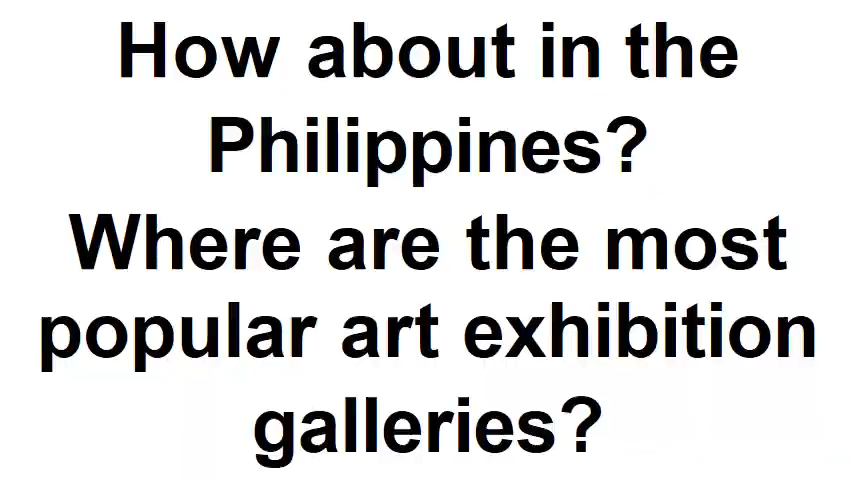 How about in the
Philippines?
Where are the most
popular art exhibition
galleries?